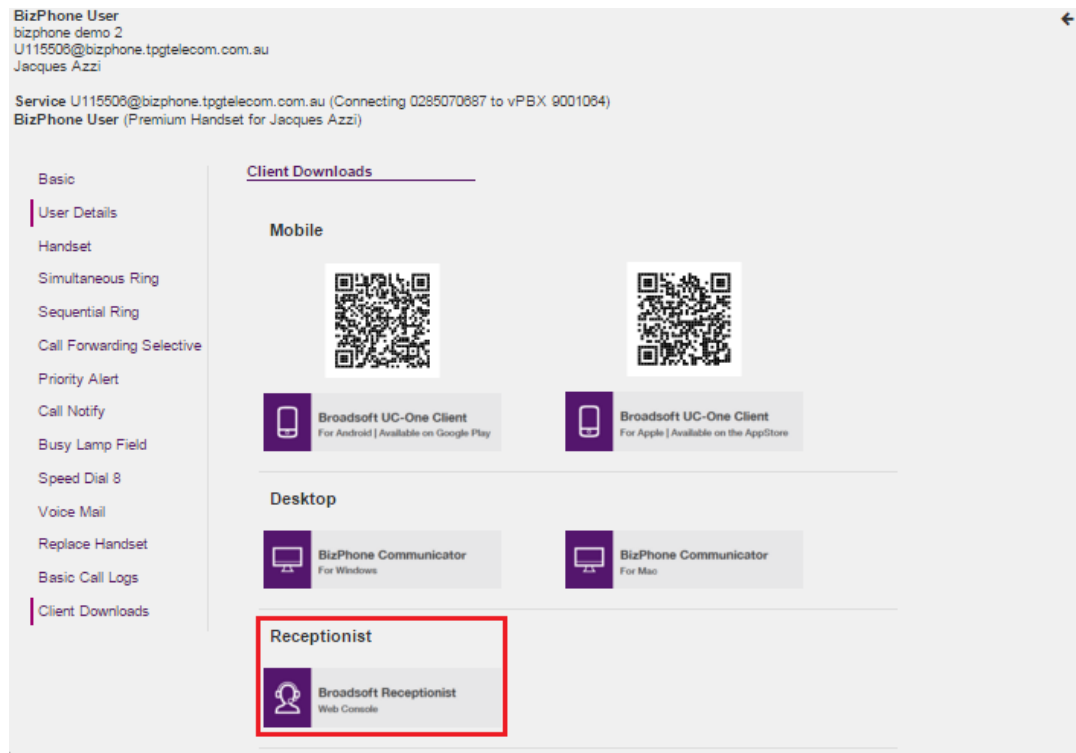 BizPhone User
bizphone demo 2
U115506@bizphone.tpgtelecom.com.au
Jacques Azzi
Service U115506@bizphone.tpgtelecom.com.au (Connecting 0285070687 to vPBX 9001064)
BizPhone User (Premium Handset for Jacques Azzi)
Basic
User Details
Handset
Simultaneous Ring
Sequential Ring
Call Forwarding Selective
Priority Alert
Call Notify
Busy Lamp Field
Speed Dial 8
Voice Mail
Replace Handset
Basic Call Logs
Client Downloads
Client Downloads
Mobile
Broadsoft UC-One Client
For Android | Available on Google Play
Broadsoft UC-One Client
For Apple | Available on the AppStore
Desktop
BizPhone Communicator
For Windows
BizPhone Communicator
For Mac
Receptionist
Broadsoft Receptionist
Web Console